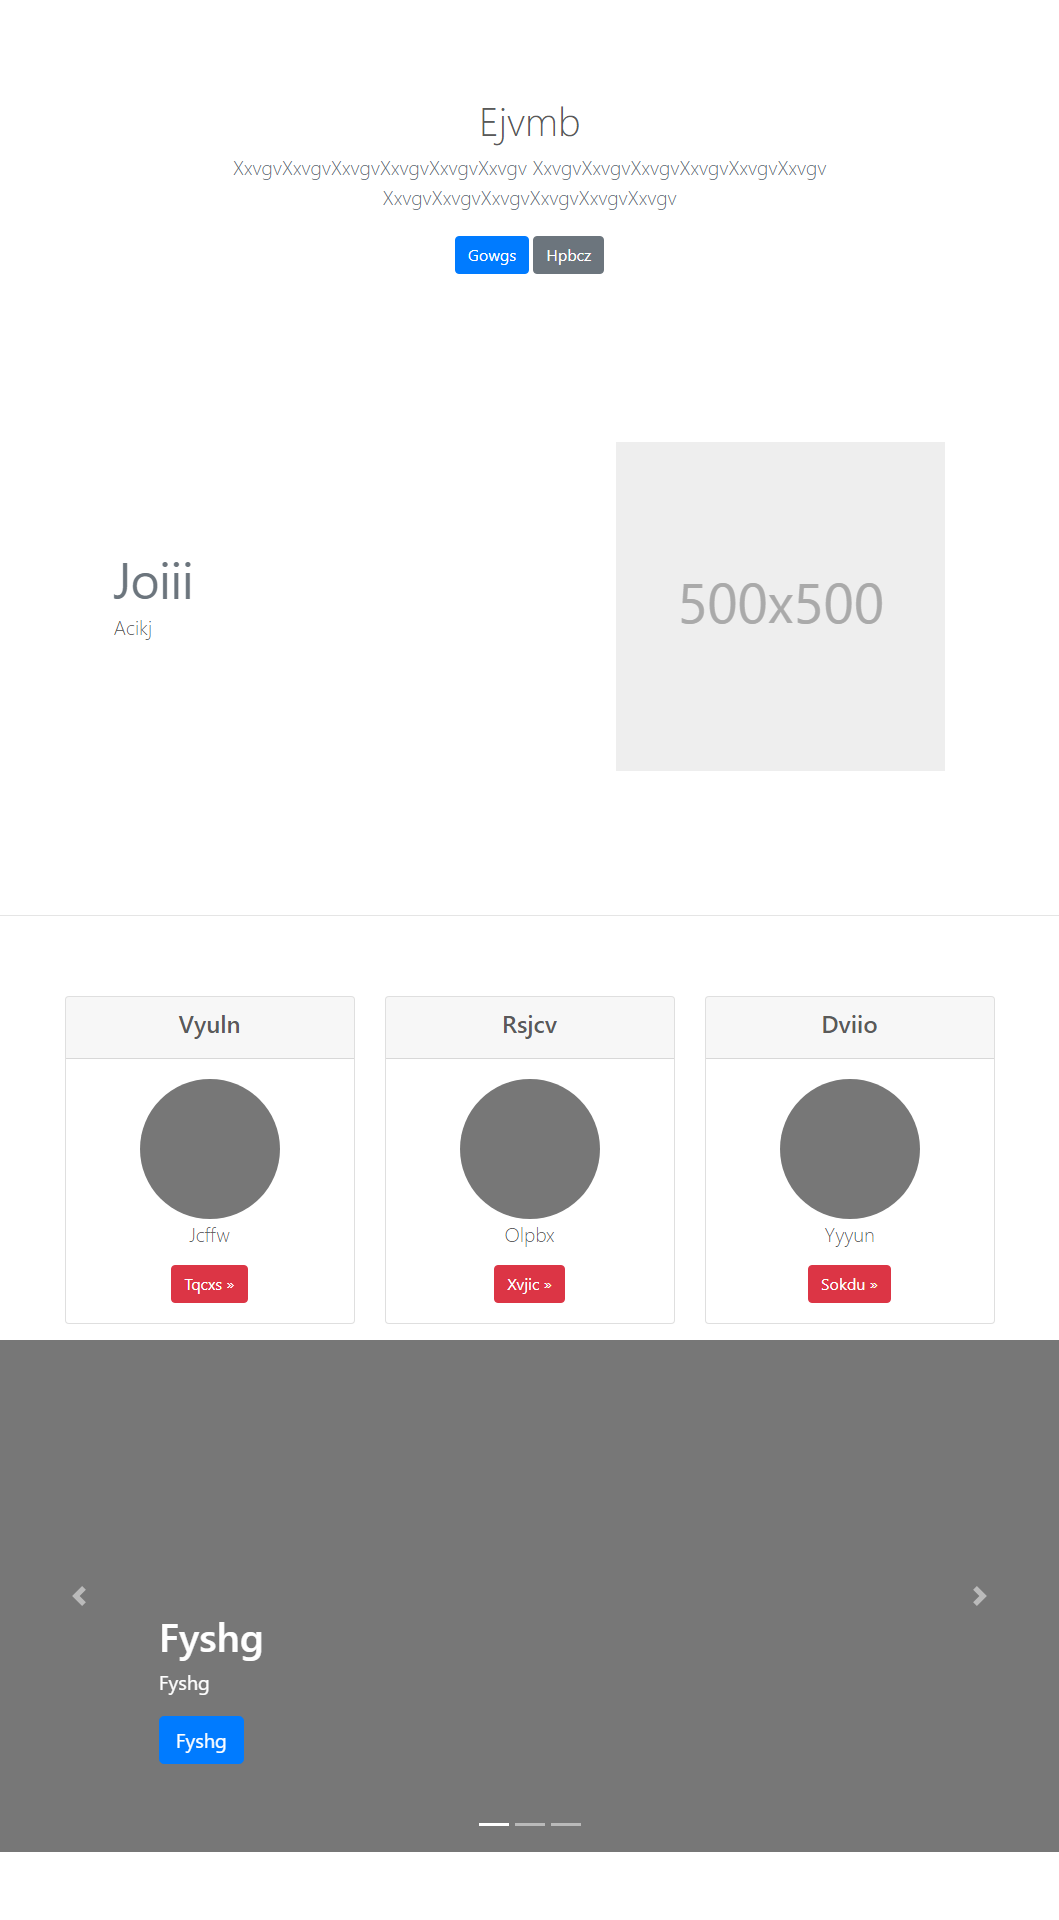 Ejvmb
XxvgvXxvgvXxvgvXxvgvXxvgvXxvgv XxvgvXxvgvXxvgvXxvgvXxvgvXxvgv
XxvgvXxvgvXxvgvXxvgvXxvgvXxvgv
Gowgs Hpbcz
500x500
Joiii
Acikj
Vyuln
Jcffw
Tqcxs »
Rsjcv
Olpbx
Xvjic »
Dviio
Yyyun
Sokdu »
Fyshg
Fyshg
Fyshg